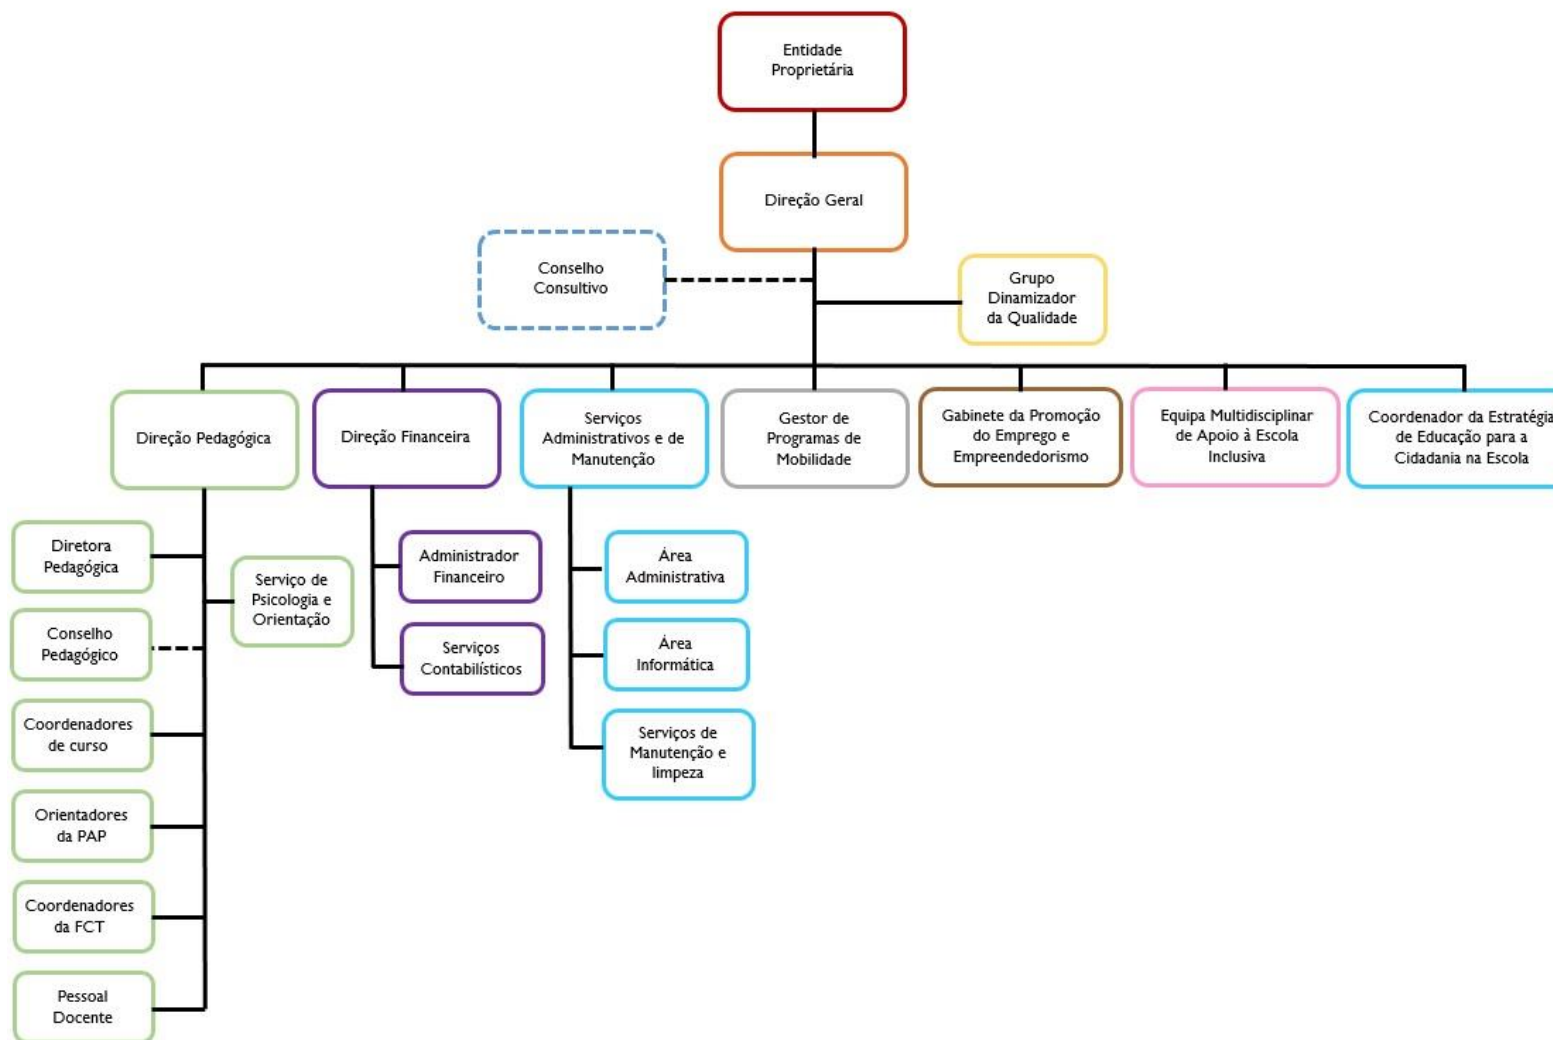 Entidade
Proprietária
Direção Geral
Conselho
Consultivo
Grupo
Dinamizador
da Qualidade
Direção Pedagógica
Direção Financeira
Serviços
Administrativos e de
Manutenção
Gestor de
Programas de
Mobilidade
Gabinete da Promoção
do Emprego e
Empreendedorismo
Equipa Multidisciplinar
de Apoio à Escola
Inclusiva
Coordenador da Estratégia
de Educação para a
Cidadania na Escola
Diretora
Pedagógica
Serviço de
Psicologia e
Orientação
Conselho
Pedagógico
Coordenadores
de curso
Orientadores
da PAP
Coordenadores
da FCT
Pessoal
Docente
Administrador
Financeiro
Serviços
Contabilísticos
Área
Administrativa
Área
Informática
Serviços de
Manutenção e
limpeza